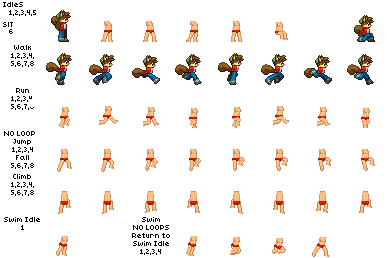 IdleS
1,2,3,4,5
SIT
6
Walk
1,2,3,4,
5,6,7,8
Run
1,2,3,4
5,6,7,8
NO LOOP
Jump
1,2,3,4
Fall
5,6,7,8
Climb
1,2,3,4,
5,6,7,8
Swim Idle
1
Swim
NO LOOPS
Return to
Swim Idle
1,2,3,4